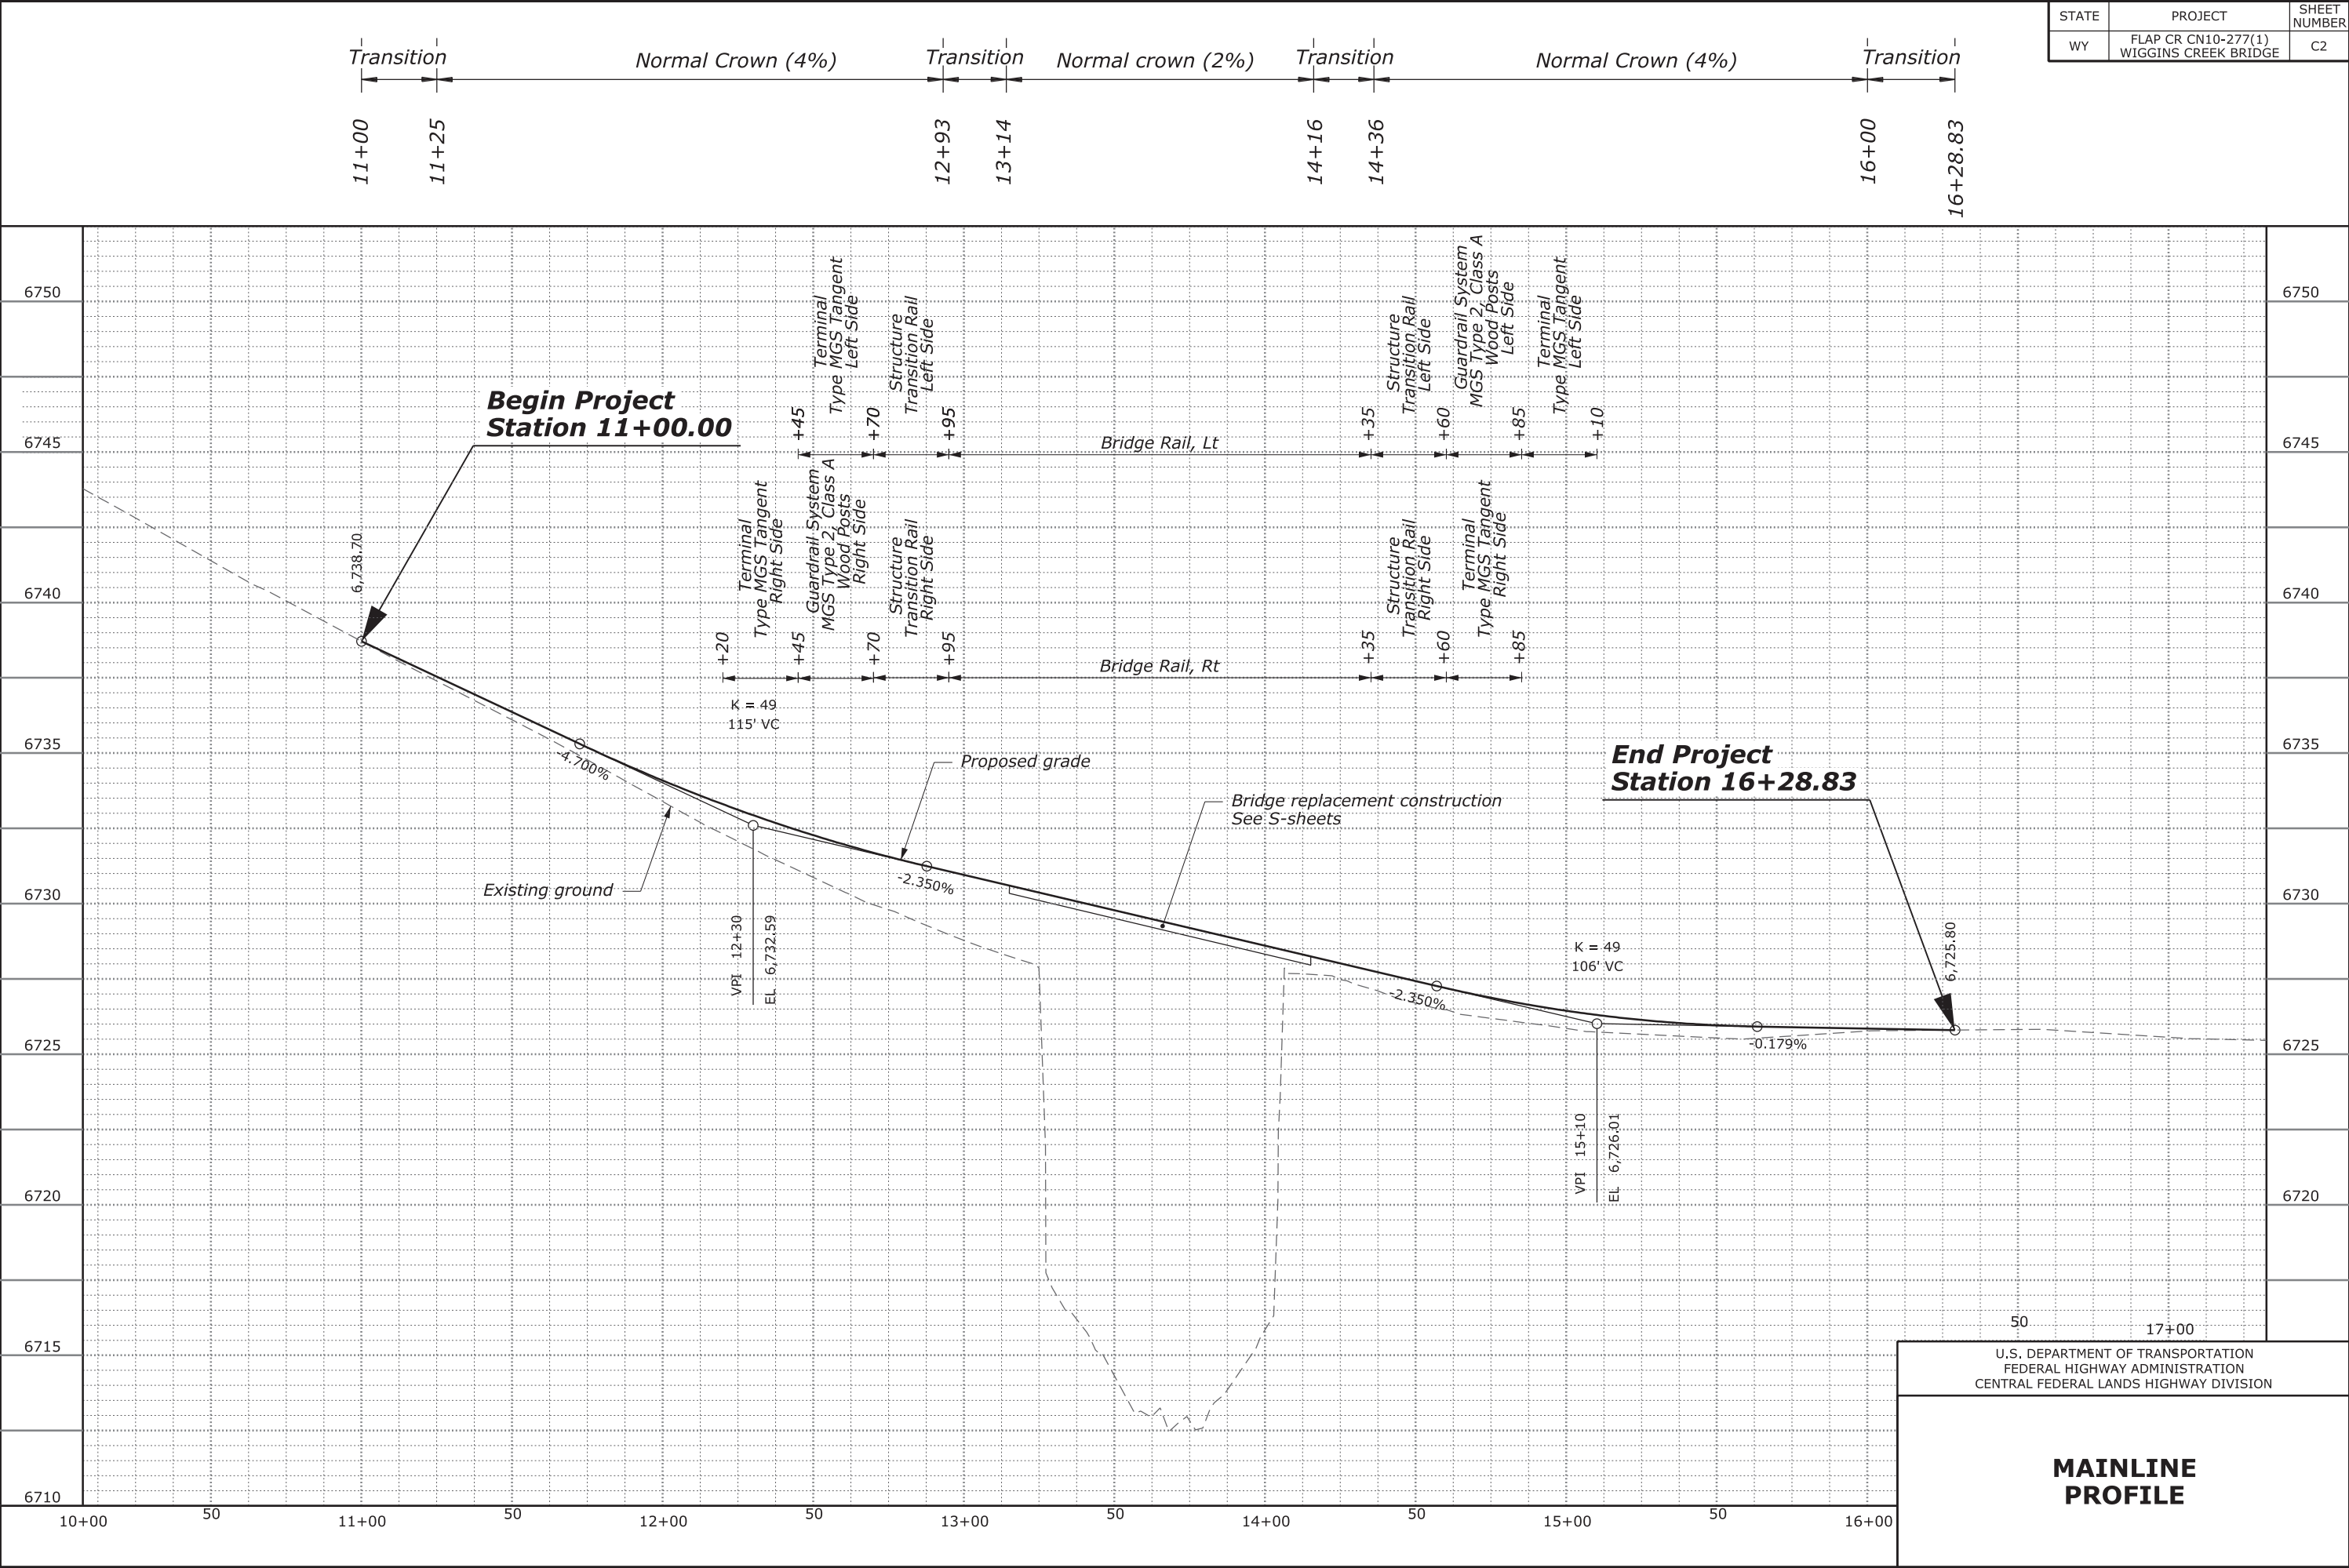 STATE
PROJECT
SHEET
NUMBER
WY
FLAP CR CN10-277(1)
WIGGINS CREEK BRIDGE
C2
Transition
Normal Crown (4%)
Transition
Normal crown (2%)
Transition
Normal Crown (4%)
Transition
11+00
11+25
12+93
13+14
14+16
14+36
16+00
16+28.83
6750
6745
6740
6735
6730
6725
6720
6715
6710
6750
6745
6740
6735
6730
6725
6720
Terminal
Type MGS Tangent
Left Side
Structure
Transition Rail
Left Side
Structure
Transition Rail
Left Side
Guardrail System
MGS Type 2, Class A
Wood Posts
Left Side
Terminal
Type MGS Tangent
Left Side
+45
+70
+95
Bridge Rail, Lt
+35
+60
+85
+10
Begin Project
Station 11+00.00
6,738.70
Terminal
Type MGS Tangent
Right Side
Guardrail System
MGS Type 2, Class A
Wood Posts
Right Side
Structure
Transition Rail
Right Side
Structure
Transition Rail
Right Side
Terminal
Type MGS Tangent
Right Side
+20
+45
+70
+95
Bridge Rail, Rt
+35
+60
+85
K = 49
115' VC
-4.700%
Proposed grade
Existing ground
-2.350%
VPI 12+30
EL 6,732.59
Bridge replacement construction
See S-sheets
End Project
Station 16+28.83
K = 49
106' VC
-2.350%
6,725.80
-0.179%
VPI 15+10
EL 6,726.01
50
17+00
10+00
50
11+00
50
12+00
50
13+00
50
14+00
50
15+00
50
16+00
U.S. DEPARTMENT OF TRANSPORTATION
FEDERAL HIGHWAY ADMINISTRATION
CENTRAL FEDERAL LANDS HIGHWAY DIVISION
MAINLINE
PROFILE